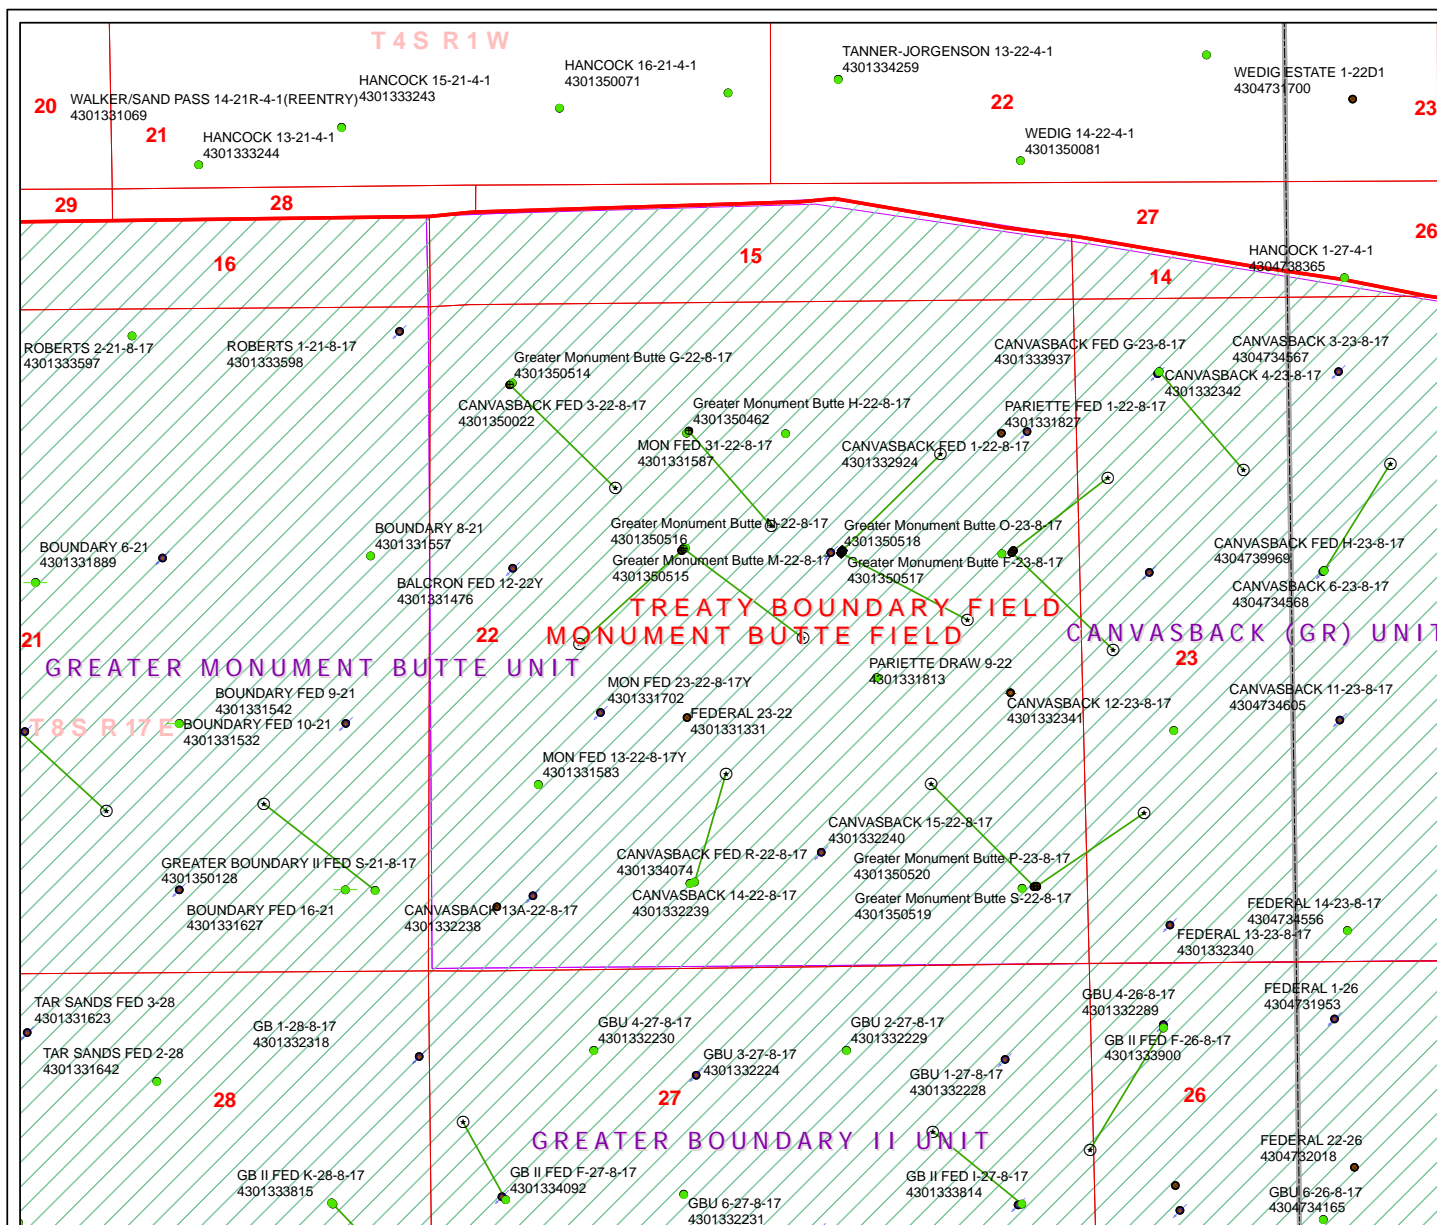 T4S R1W
HANCOCK 16-21-4-1
4301350071
TANNER-JORGENSON 13-22-4-1
4301334259
WEDIG ESTATE 1-22D1
4304731700
HANCOCK 15-21-4-1
4301333243
WALKER/SAND PASS 14-21R-4-1(REENTRY)
4301331069
20
21
22
23
HANCOCK 13-21-4-1
4301333244
WEDIG 14-22-4-1
4301350081
29
28
27
26
16
15
14
HANCOCK 1-27-4-1
4304738365
ROBERTS 2-21-8-17
4301333597
ROBERTS 1-21-8-17
4301333598
Greater Monument Butte G-22-8-17
4301350514
CANVASBACK FED G-23-8-17
4301333937
CANVASBACK 3-23-8-17
4304734567
CANVASBACK 4-23-8-17
4301332342
CANVASBACK FED 3-22-8-17
4301350022
Greater Monument Butte H-22-8-17
4301350462
PARIETTE FED 1-22-8-17
4301331827
MON FED 31-22-8-17
4301331587
CANVASBACK FED 1-22-8-17
4301332924
BOUNDARY 6-21
4301331889
BOUNDARY 8-21
4301331557
Greater Monument Butte N-22-8-17
4301350516
Greater Monument Butte O-23-8-17
4301350518
CANVASBACK FED H-23-8-17
4304739969
Greater Monument Butte M-22-8-17
4301350515
Greater Monument Butte F-23-8-17
4301350517
BALCRON FED 12-22Y
4301331476
CANVASBACK 6-23-8-17
4304734568
TREATY BOUNDARY FIELD
MONUMENT BUTTE FIELD
CANVASBACK (GR) UNIT
21
22
23
GREATER MONUMENT BUTTE UNIT
PARIETTE DRAW 9-22
4301331813
BOUNDARY FED 9-21
4301331542
MON FED 23-22-8-17Y
4301331702
CANVASBACK 11-23-8-17
4304734605
T8S R17E
BOUNDARY FED 10-21
4301331532
FEDERAL 23-22
4301331331
CANVASBACK 12-23-8-17
4301332341
MON FED 13-22-8-17Y
4301331583
CANVASBACK 15-22-8-17
4301332240
GREATER BOUNDARY II FED S-21-8-17
4301350128
CANVASBACK FED R-22-8-17
4301334074
Greater Monument Butte P-23-8-17
4301350520
CANVASBACK 14-22-8-17
4301332239
Greater Monument Butte S-22-8-17
4301350519
BOUNDARY FED 16-21
4301331627
CANVASBACK 13A-22-8-17
4301332238
FEDERAL 14-23-8-17
4304734556
FEDERAL 13-23-8-17
4301332340
TAR SANDS FED 3-28
4301331623
GB 1-28-8-17
4301332318
GBU 4-27-8-17
4301332230
GBU 2-27-8-17
4301332229
GBU 4-26-8-17
4301332289
FEDERAL 1-26
4304731953
TAR SANDS FED 2-28
4301331642
GBU 3-27-8-17
4301332224
GBU 1-27-8-17
4301332228
GB II FED F-26-8-17
4301333900
28
27
26
GREATER BOUNDARY II UNIT
FEDERAL 22-26
4304732018
GB II FED K-28-8-17
4301333815
GB II FED F-27-8-17
4301334092
GBU 6-27-8-17
4301332231
GB II FED I-27-8-17
4301333814
GBU 6-26-8-17
4304734165